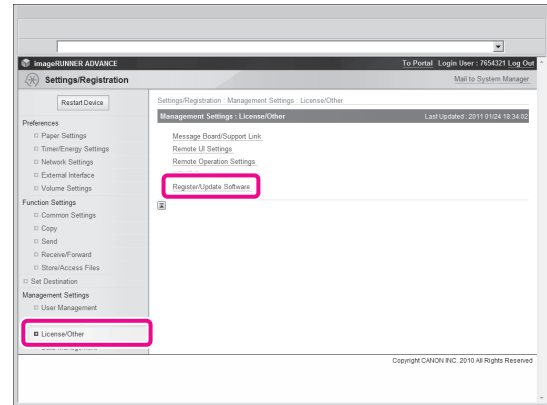 imageRUNNER ADVANCE
To Portal Login User : 7654321 Log Out
Settings/Registration
Mail to System Manager
Restart Device
Preferences
Paper Settings
Timer/Energy Settings
Network Settings
External Interface
Volume Settings
Function Settings
Common Settings
Copy
Send
Receive/Forward
Store/Access Files
Set Destination
Management Settings
User Management
License/Other
Settings/Registration : Management Settings : License/Other
Management Settings : License/Other
Last Updated : 2011 01/24 18:34:02
Message Board/Support Link
Remote UI Settings
Remote Operation Settings
Register/Update Software
Copyright CANON INC. 2010 All Rights Reserved